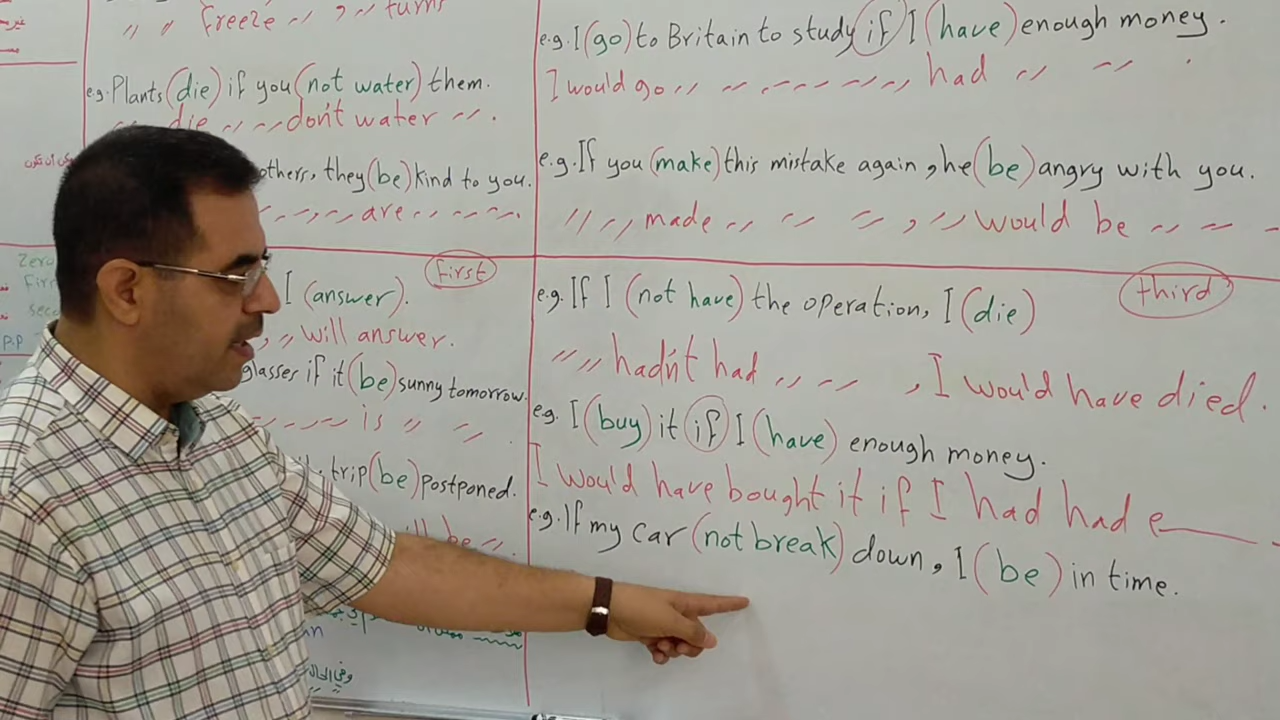 〃 〃 freeze 〃 〃, 〃 turns
e.g. Plants (die) if you (not water) them.
〃 die 〃 〃 don't water 〃.
others, they (be) kind to you.
〃 〃, 〃 are 〃 〃 〃.
First
I (answer).
, 〃 will answer.
glasses if it (be) sunny tomorrow.
〃 〃 is 〃 〃.
trip (be) postponed.
be 〃.
e.g. I (go) to Britain to study if I (have) enough money.
I would go 〃 〃 〃 〃 〃 〃 had 〃 〃.
e.g. If you (make) this mistake again, he (be) angry with you.
〃 〃 made 〃 〃 〃, 〃 would be 〃 〃 〃
third
e.g. If I (not have) the operation, I (die)
〃 〃 hadn't had 〃 〃, I would have died.
e.g. I (buy) it if I (have) enough money.
I would have bought it if I had had e
e.g. If my car (not break) down, I (be) in time.